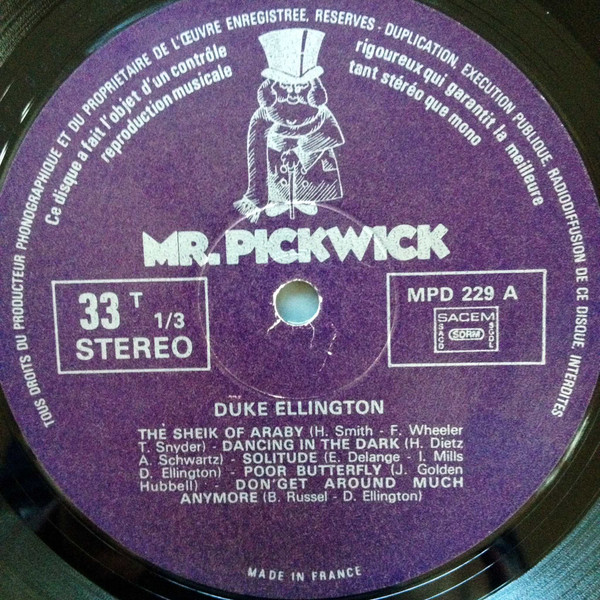 TOUS DROITS DU PRODUCTEUR PHONOGRAPHIQUE ET DU PROPRIETAIRE DE L'ŒUVRE ENREGISTREE, RESERVES - DUPLICATION, EXECUTION PUBLIQUE, RADIODIFFUSION DE CE DISQUE, INTERDITES
Ce disque a fait l'objet d'un contrôle
rigoureux qui garantit la meilleure
reproduction musicale
tant stéréo que mono
MR. PICKWICK
33 T 1/3
STEREO
MPD 229 A
SACEM
SACD SDRM SGDL
DUKE ELLINGTON
THE SHEIK OF ARABY (H. Smith - F. Wheeler
T. Snyder) - DANCING IN THE DARK (H. Dietz
A. Schwartz) - SOLITUDE (E. Delange - I. Mills
D. Ellington) - POOR BUTTERFLY (J. Golden
Hubbell) - DON'GET AROUND MUCH
ANYMORE (B. Russel - D. Ellington)
MADE IN FRANCE